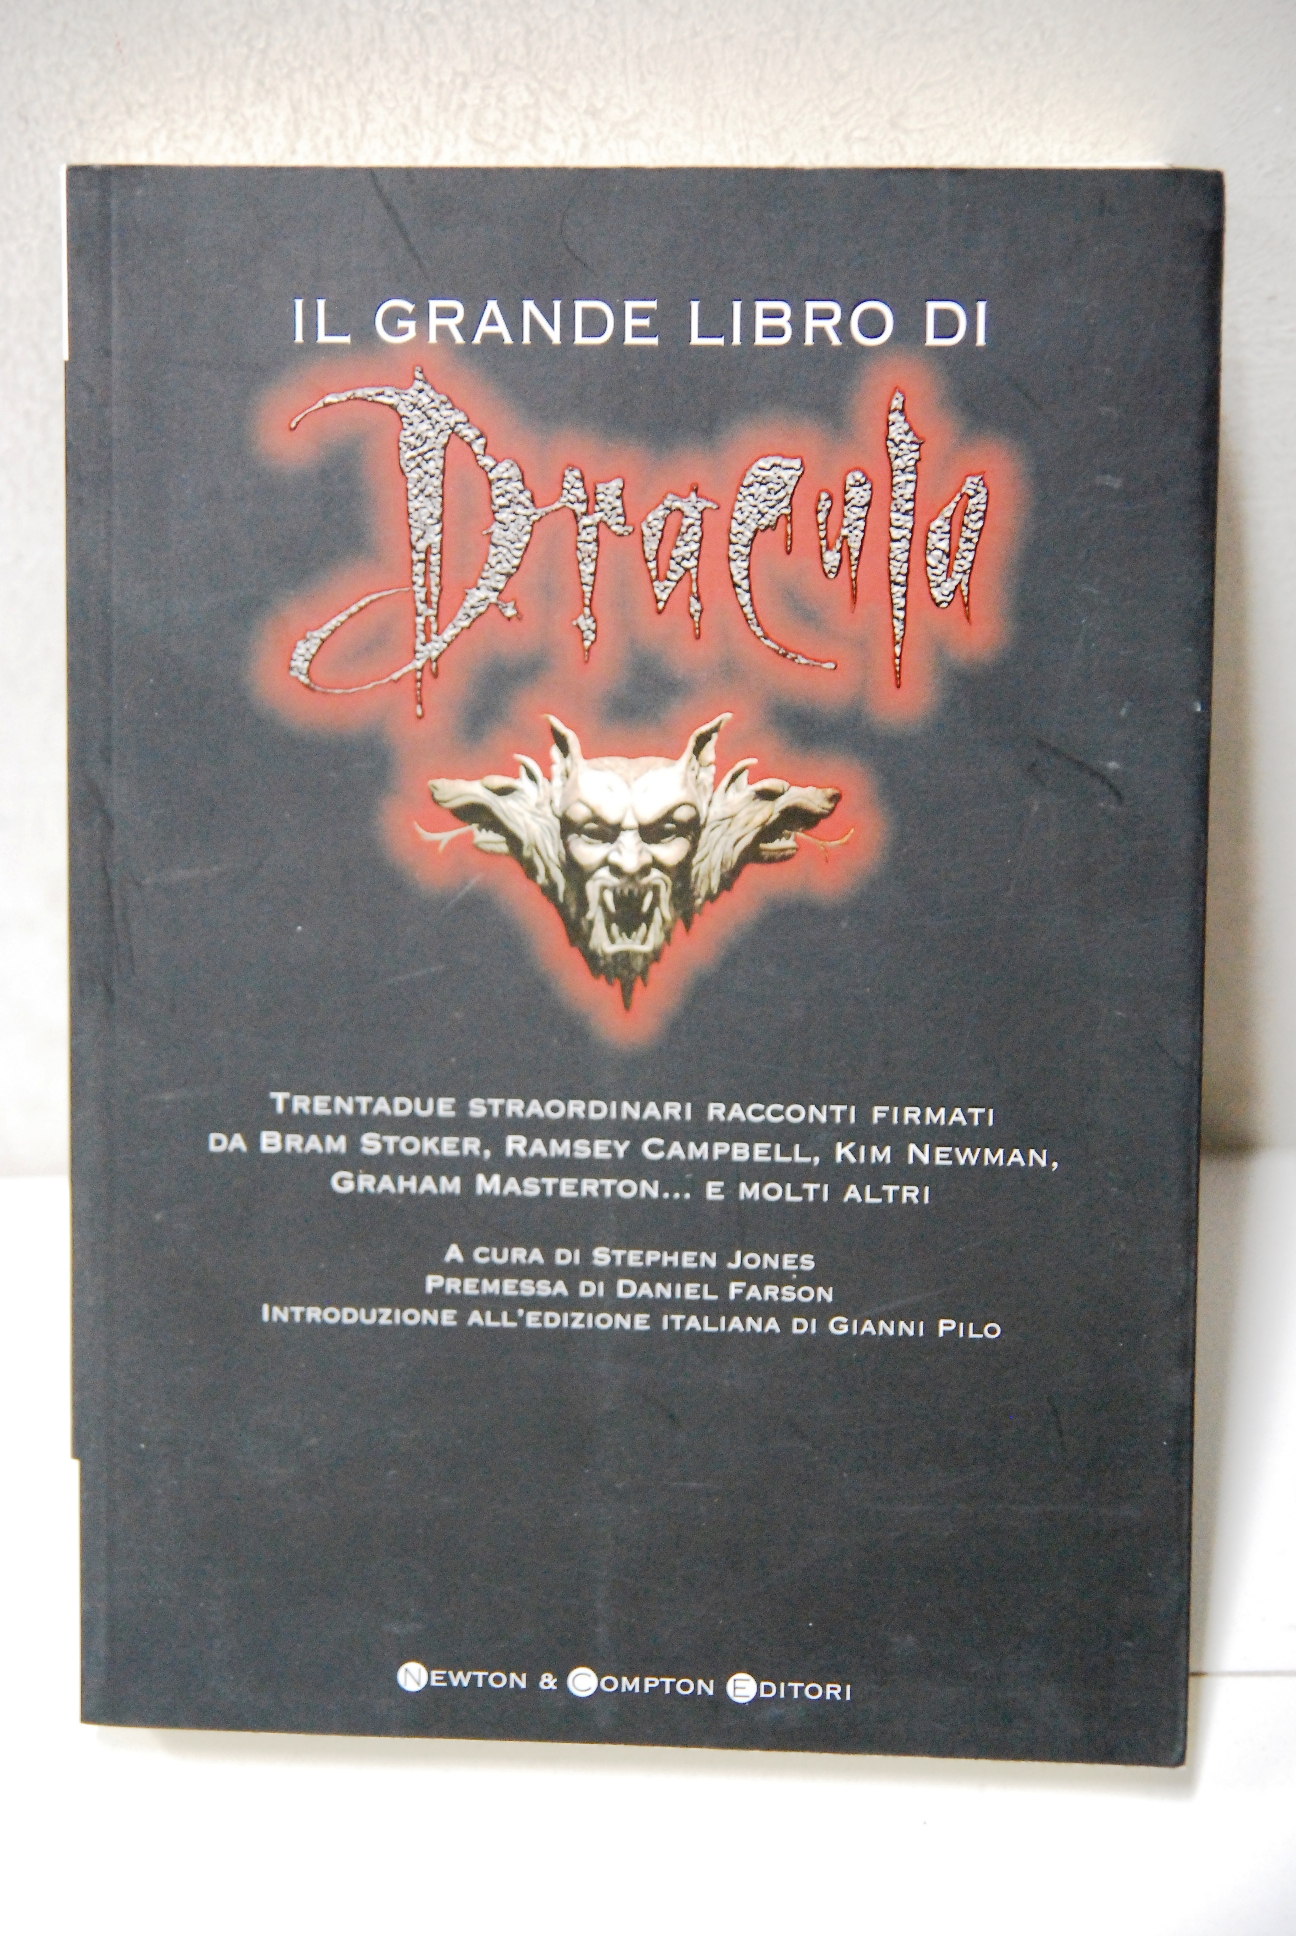 IL GRANDE LIBRO DI
Dracula
TRENTADUE STRAORDINARI RACCONTI FIRMATI
DA BRAM STOKER, RAMSEY CAMPBELL, KIM NEWMAN,
GRAHAM MASTERTON... E MOLTI ALTRI
A CURA DI STEPHEN JONES
PREMESSA DI DANIEL FARSON
INTRODUZIONE ALL'EDIZIONE ITALIANA DI GIANNI PILO
NEWTON & COMPTON EDITORI